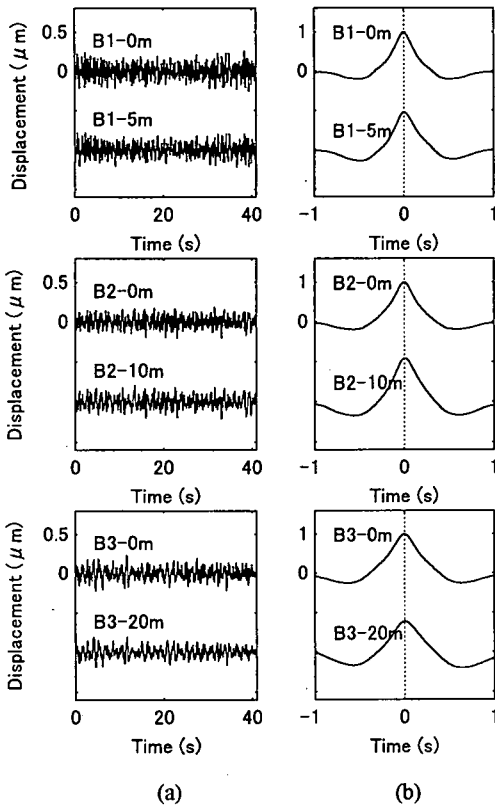 Displacement (μm)
0.5
0
B1-0m
B1-5m
0
20
40
Time (s)
1
0
B1-0m
B1-5m
-1
0
1
Time (s)
Displacement (μm)
0.5
0
B2-0m
B2-10m
0
20
40
Time (s)
1
0
B2-0m
B2-10m
-1
0
1
Time (s)
Displacement (μm)
0.5
0
B3-0m
B3-20m
0
20
40
Time (s)
1
0
B3-0m
B3-20m
-1
0
1
Time (s)
(a)
(b)